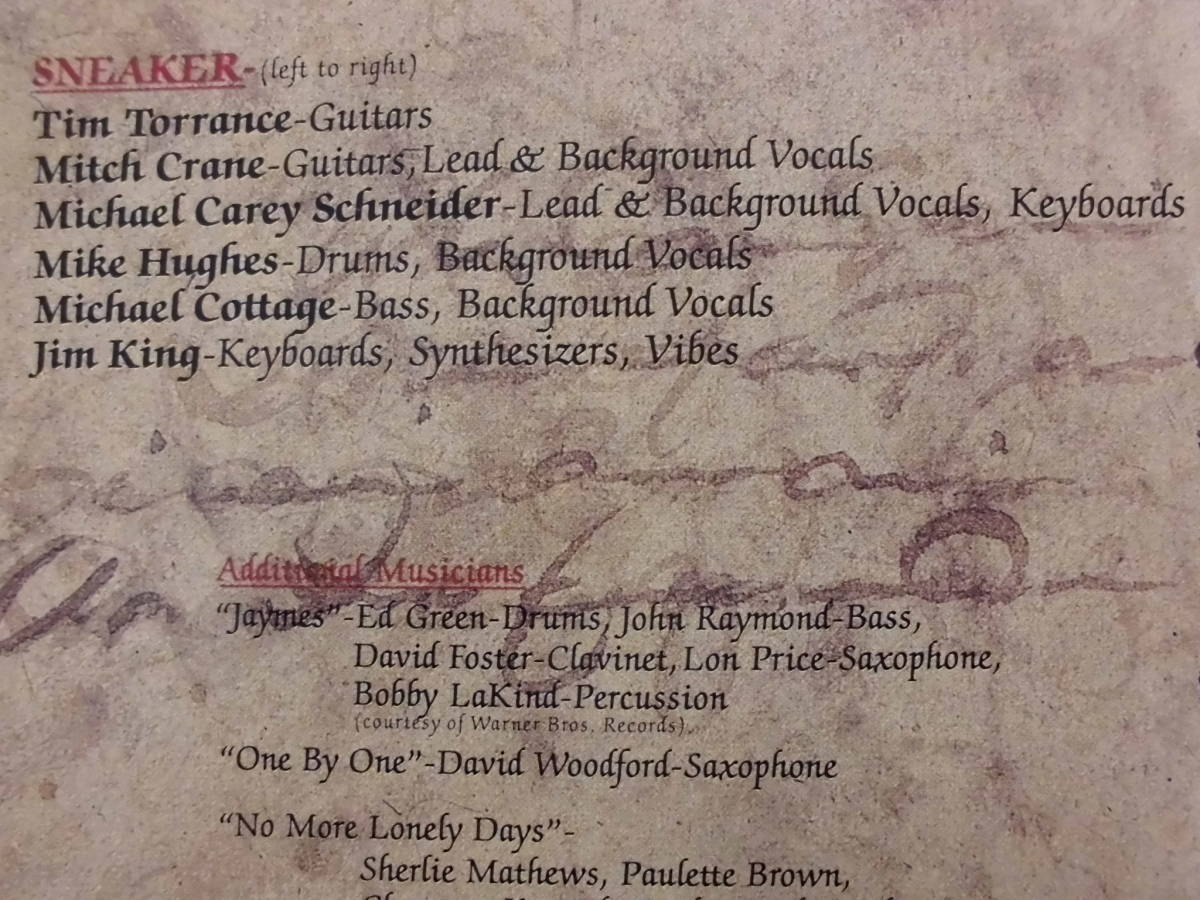 SNEAKER-(left to right)
Tim Torrance-Guitars
Mitch Crane-Guitars, Lead & Background Vocals
Michael Carey Schneider-Lead & Background Vocals, Keyboards
Mike Hughes-Drums, Background Vocals
Michael Cottage-Bass, Background Vocals
Jim King-Keyboards, Synthesizers, Vibes
Additional Musicians
"Jaymes"-Ed Green-Drums, John Raymond-Bass,
David Foster-Clavinet, Lon Price-Saxophone,
Bobby LaKind-Percussion
(courtesy of Warner Bros. Records)
"One By One"-David Woodford-Saxophone
"No More Lonely Days"-
Sherlie Mathews, Paulette Brown,